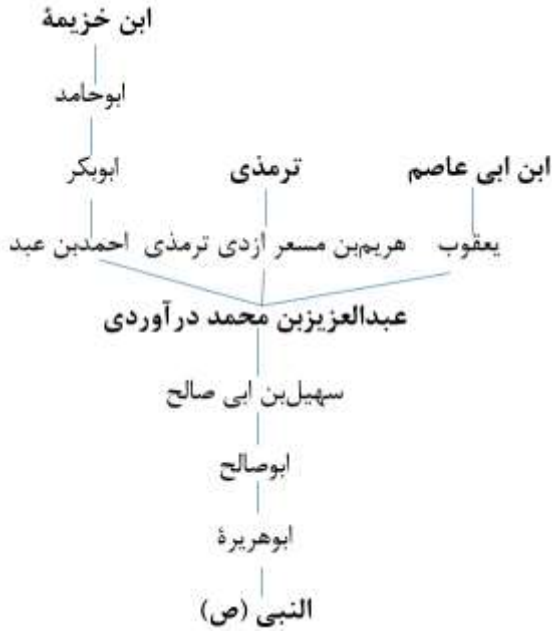 ابن خزیمة
ابوحامد
ابن ابی عاصم ترمذی ابوبکر
یعقوب هریم‌بن مسعر ازدی ترمذی احمدبن عبد
عبدالعزیزبن محمد درآوردی
سهیل‌بن ابی صالح
ابوصالح
ابوهریرة
النبی (ص)